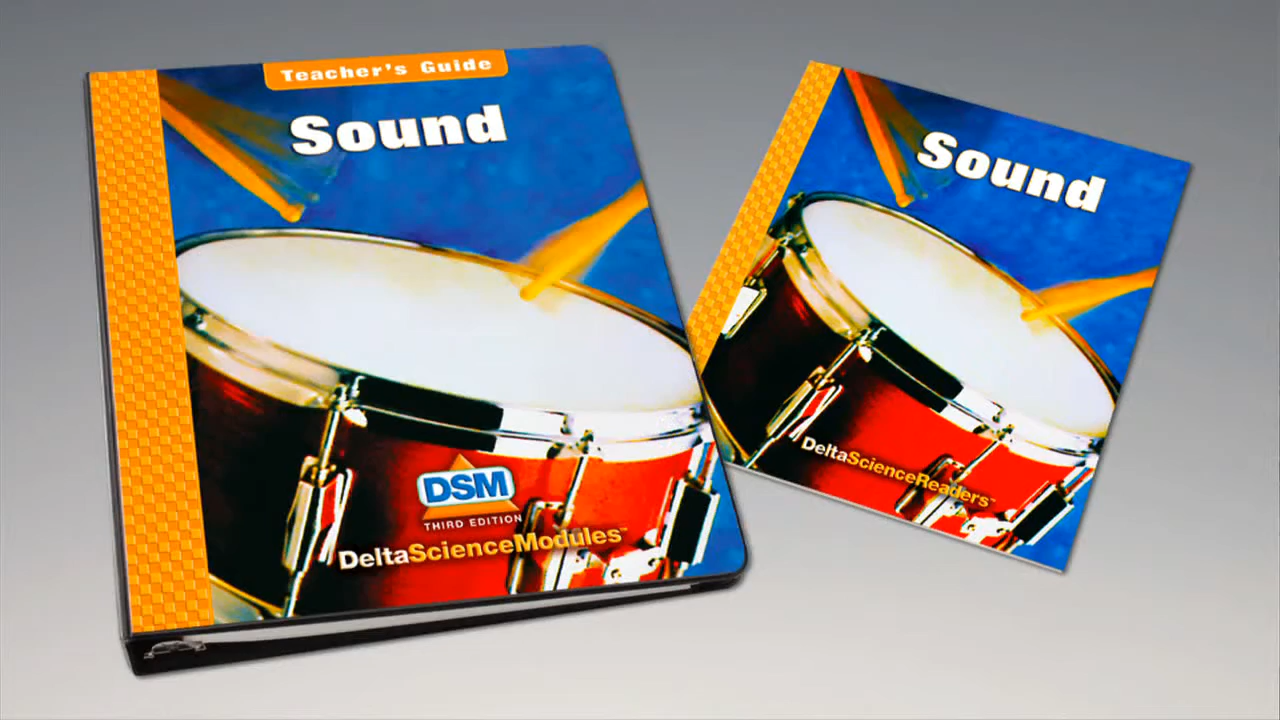 Teacher's Guide
Sound
DSM
THIRD EDITION
DeltaScienceModules™
Sound
DeltaScienceReaders™